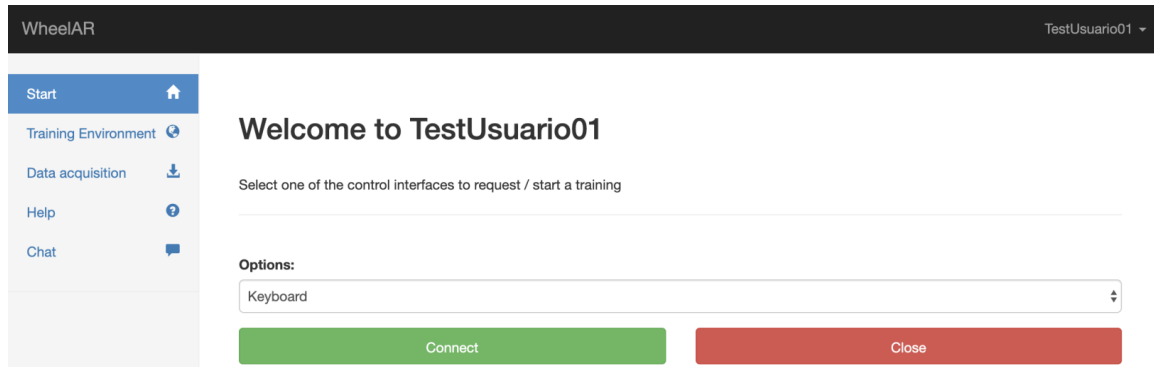 WheelAR
TestUsuario01
Start
Training Environment
Data acquisition
Help
Chat
Welcome to TestUsuario01
Select one of the control interfaces to request / start a training
Options:
Keyboard
Connect
Close